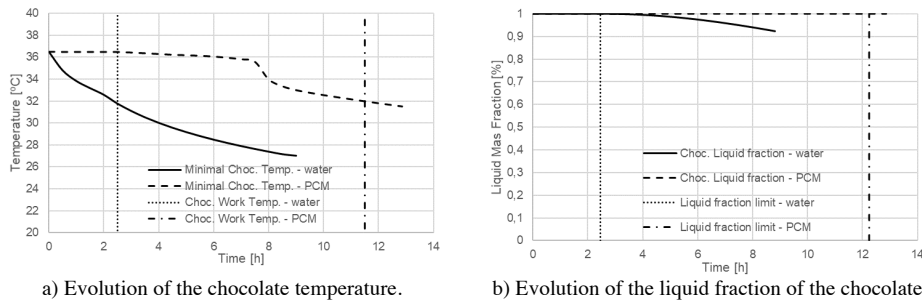 40
38
36
34
32
30
28
26
24
22
20
Temperature [°C]
0 2 4 6 8 10 12 14
Time [h]
Minimal Choc. Temp. - water
Minimal Choc. Temp. - PCM
Choc. Work Temp. - water
Choc. Work Temp. - PCM
a) Evolution of the chocolate temperature.
1
0,9
0,8
0,7
0,6
0,5
0,4
0,3
0,2
0,1
0
Liquid Mas Fraction [%]
0 2 4 6 8 10 12 14
Time [h]
Choc. Liquid fraction - water
Choc. Liquid fraction - PCM
Liquid fraction limit - water
Liquid fraction limit - PCM
b) Evolution of the liquid fraction of the chocolate